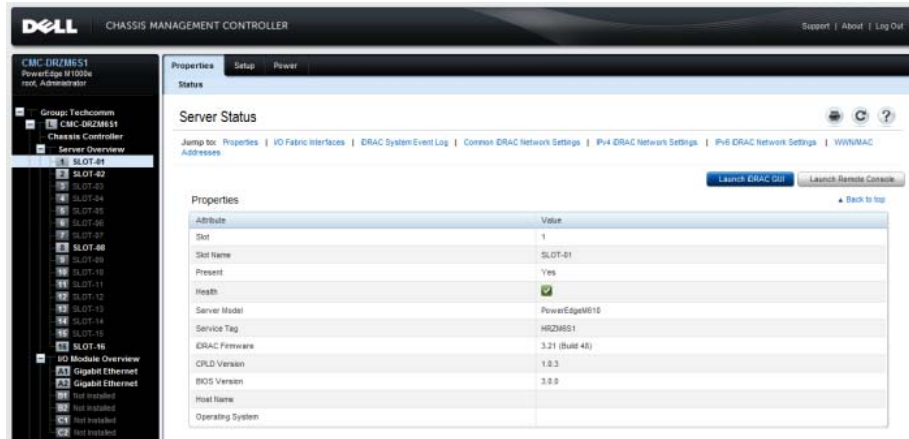 DELL
CHASSIS MANAGEMENT CONTROLLER
Support | About | Log Out
CMC-DRZM6S1
PowerEdge M1000e
root, Administrator
Properties Setup Power
Status
Group: Techcomm
L CMC-DRZM6S1
Chassis Controller
Server Overview
1 SLOT-01
2 SLOT-02
3 SLOT-03
4 SLOT-04
5 SLOT-05
6 SLOT-06
7 SLOT-07
8 SLOT-08
9 SLOT-09
10 SLOT-10
11 SLOT-11
12 SLOT-12
13 SLOT-13
14 SLOT-14
15 SLOT-15
16 SLOT-16
I/O Module Overview
A1 Gigabit Ethernet
A2 Gigabit Ethernet
B1 Not Installed
B2 Not Installed
C1 Not Installed
C2 Not Installed
Server Status
Jump to: Properties | I/O Fabric Interfaces | iDRAC System Event Log | Common iDRAC Network Settings | IPv4 iDRAC Network Settings | IPv6 iDRAC Network Settings | WWN/MAC
Addresses
Launch iDRAC GUI Launch Remote Console
Properties
Back to top
Attribute Value
Slot 1
Slot Name SLOT-01
Present Yes
Health
Server Model PowerEdgeM610
Service Tag HRZM6S1
iDRAC Firmware 3.21 (Build 48)
CPLD Version 1.0.3
BIOS Version 3.0.0
Host Name
Operating System